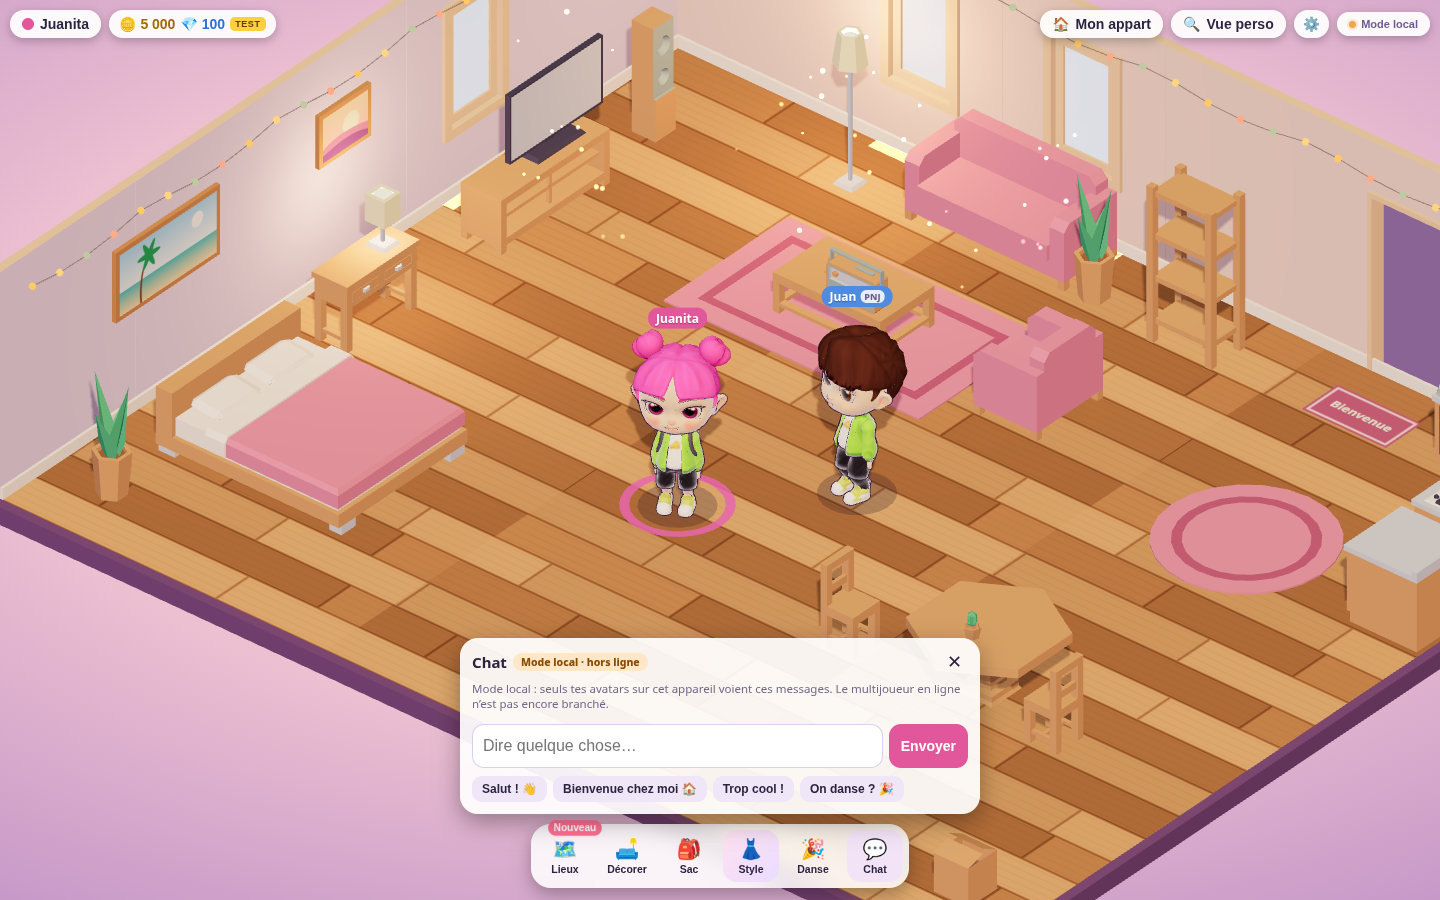 Juanita
5 000 100 TEST
Mon appart
Vue perso
Mode local
Juan PNJ
Juanita
Bienvenue
Chat Mode local · hors ligne
Mode local : seuls tes avatars sur cet appareil voient ces messages. Le multijoueur en ligne
n'est pas encore branché.
Dire quelque chose…
Envoyer
Salut ! 👋
Bienvenue chez moi 🏠
Trop cool !
On danse ? 🎉
Nouveau
Lieux
Décorer
Sac
Style
Danse
Chat